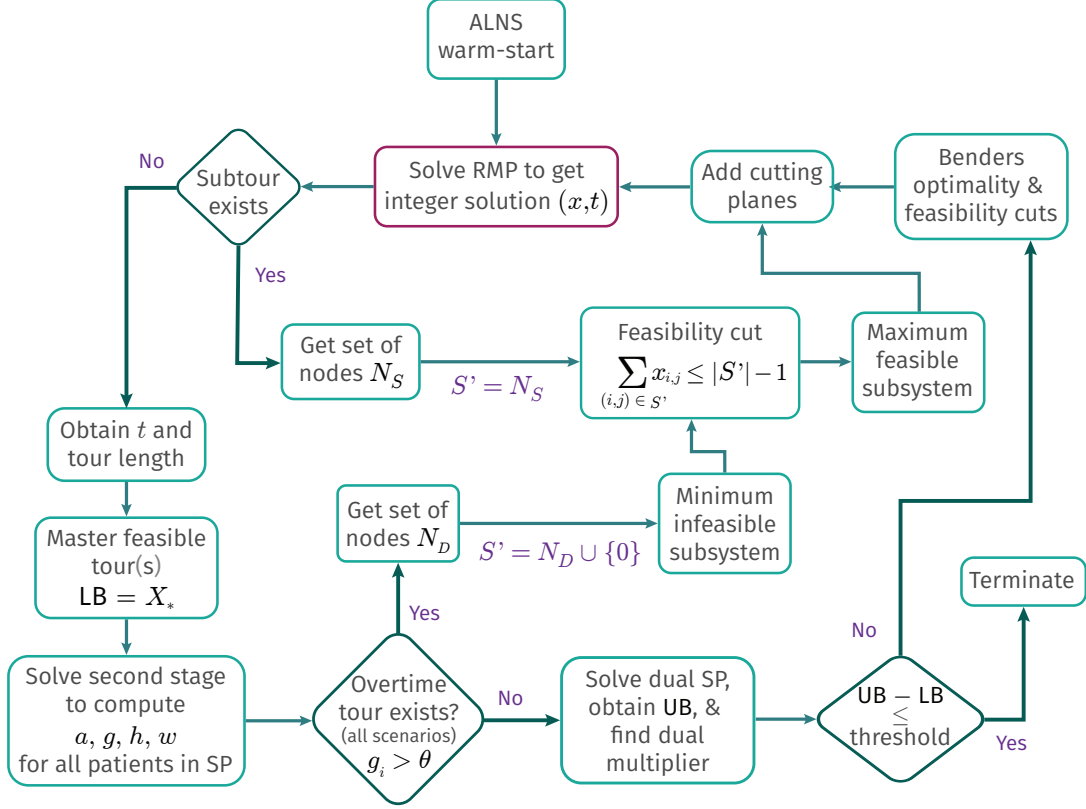 ALNS
warm-start
No
Subtour
exists
Solve RMP to get
integer solution (x,t)
Add cutting
planes
Benders
optimality &
feasibility cuts
Yes
Get set of
nodes N_S
S’ = N_S
Feasibility cut
∑ x_{i,j} ≤ |S’| − 1
(i,j) ∈ S’
Maximum
feasible
subsystem
Obtain t and
tour length
Get set of
nodes N_D
S’ = N_D ∪ {0}
Minimum
infeasible
subsystem
Master feasible
tour(s)
LB = X_*
Terminate
Yes
No
Solve second stage
to compute
a, g, h, w
for all patients in SP
Overtime
tour exists?
(all scenarios)
g_i > θ
No
Solve dual SP,
obtain UB, &
find dual
multiplier
UB − LB
≤
threshold
Yes